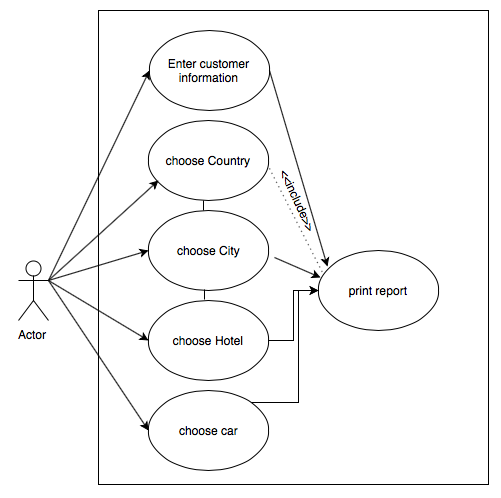 Enter customer
information
choose Country
<<include>>
choose City
print report
Actor
choose Hotel
choose car